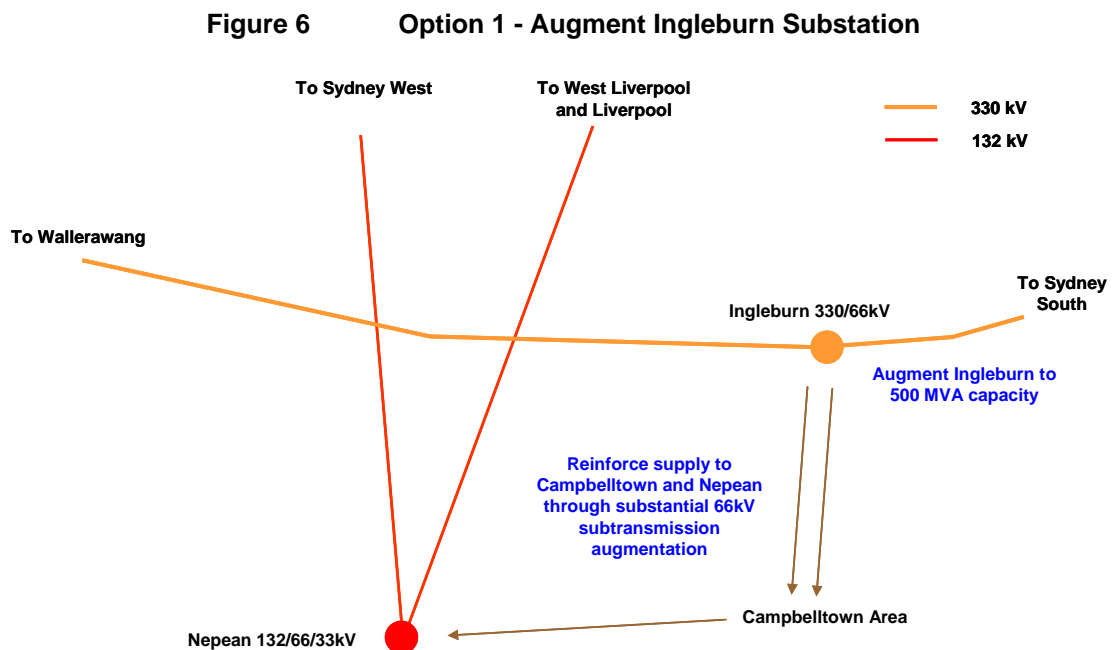 Figure 6 Option 1 - Augment Ingleburn Substation
To Sydney West
To West Liverpool
and Liverpool
330 kV
132 kV
To Wallerawang
To Sydney
South
Ingleburn 330/66kV
Augment Ingleburn to
500 MVA capacity
Reinforce supply to
Campbelltown and Nepean
through substantial 66kV
subtransmission
augmentation
Campbelltown Area
Nepean 132/66/33kV